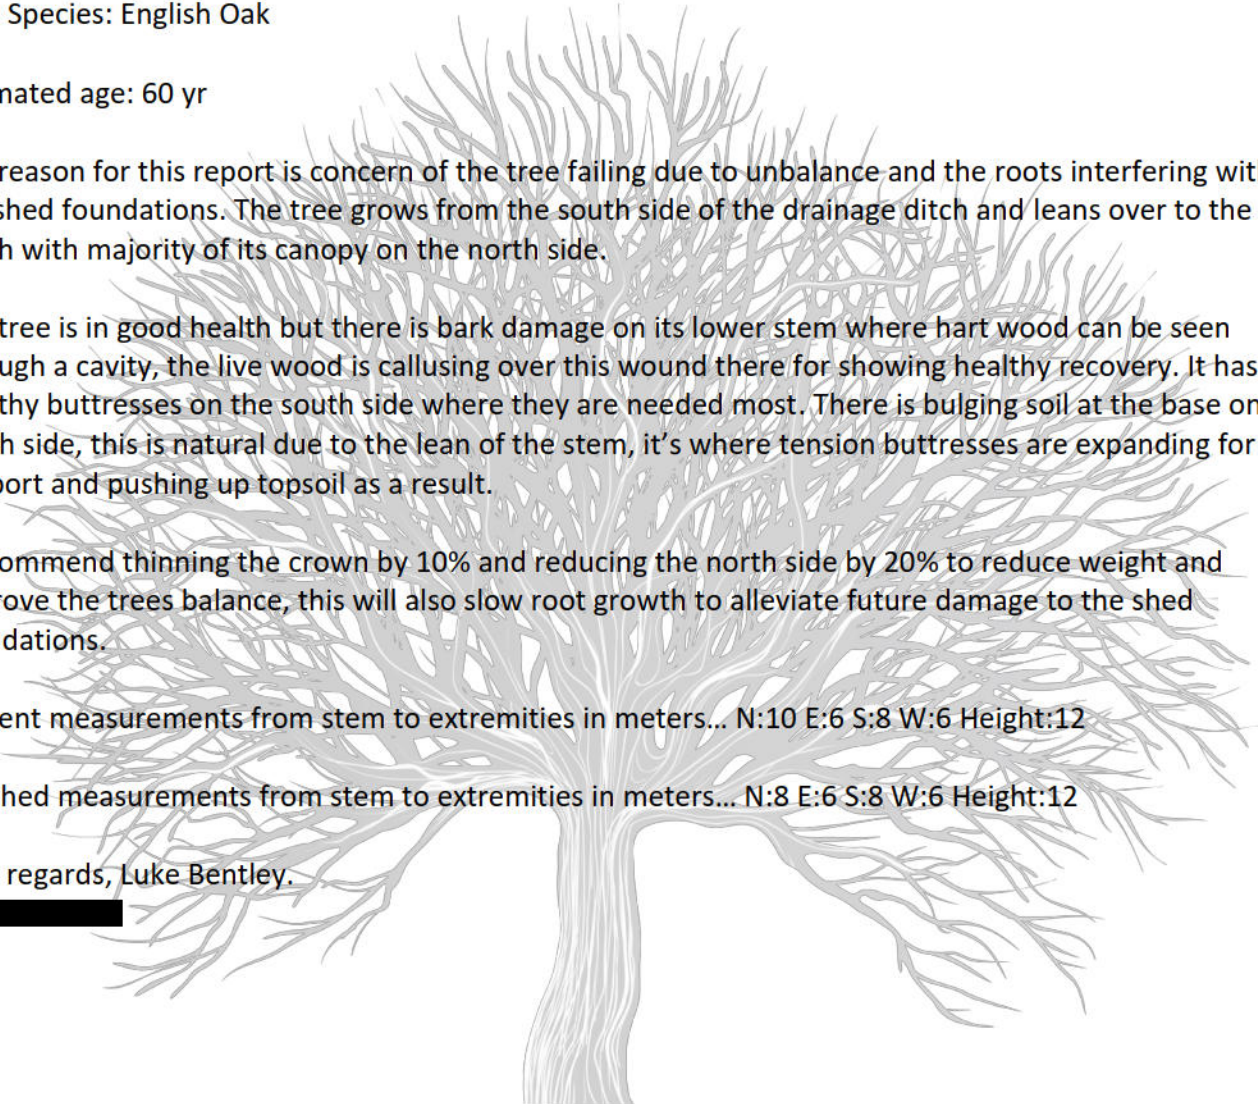 Species: English Oak
mated age: 60 yr
reason for this report is concern of the tree failing due to unbalance and the roots interfering wit
shed foundations. The tree grows from the south side of the drainage ditch and leans over to the
h with majority of its canopy on the north side.
tree is in good health but there is bark damage on its lower stem where hart wood can be seen
ugh a cavity, the live wood is callusing over this wound there for showing healthy recovery. It has
thy buttresses on the south side where they are needed most. There is bulging soil at the base on
h side, this is natural due to the lean of the stem, it's where tension buttresses are expanding for
port and pushing up topsoil as a result.
ommend thinning the crown by 10% and reducing the north side by 20% to reduce weight and
rove the trees balance, this will also slow root growth to alleviate future damage to the shed
dations.
ent measurements from stem to extremities in meters... N:10 E:6 S:8 W:6 Height:12
hed measurements from stem to extremities in meters... N:8 E:6 S:8 W:6 Height:12
regards, Luke Bentley.